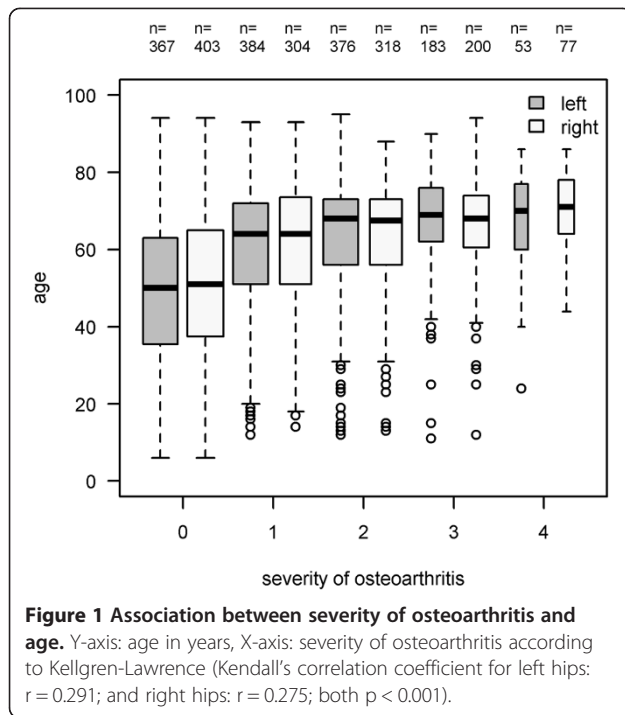 n= n= n= n= n= n= n= n= n= n=
367 403 384 304 376 318 183 200 53 77
100
left
right
80
60
age
40
20
0
0 1 2 3 4
severity of osteoarthritis
Figure 1 Association between severity of osteoarthritis and
age. Y-axis: age in years, X-axis: severity of osteoarthritis according
to Kellgren-Lawrence (Kendall's correlation coefficient for left hips:
r = 0.291; and right hips: r = 0.275; both p < 0.001).